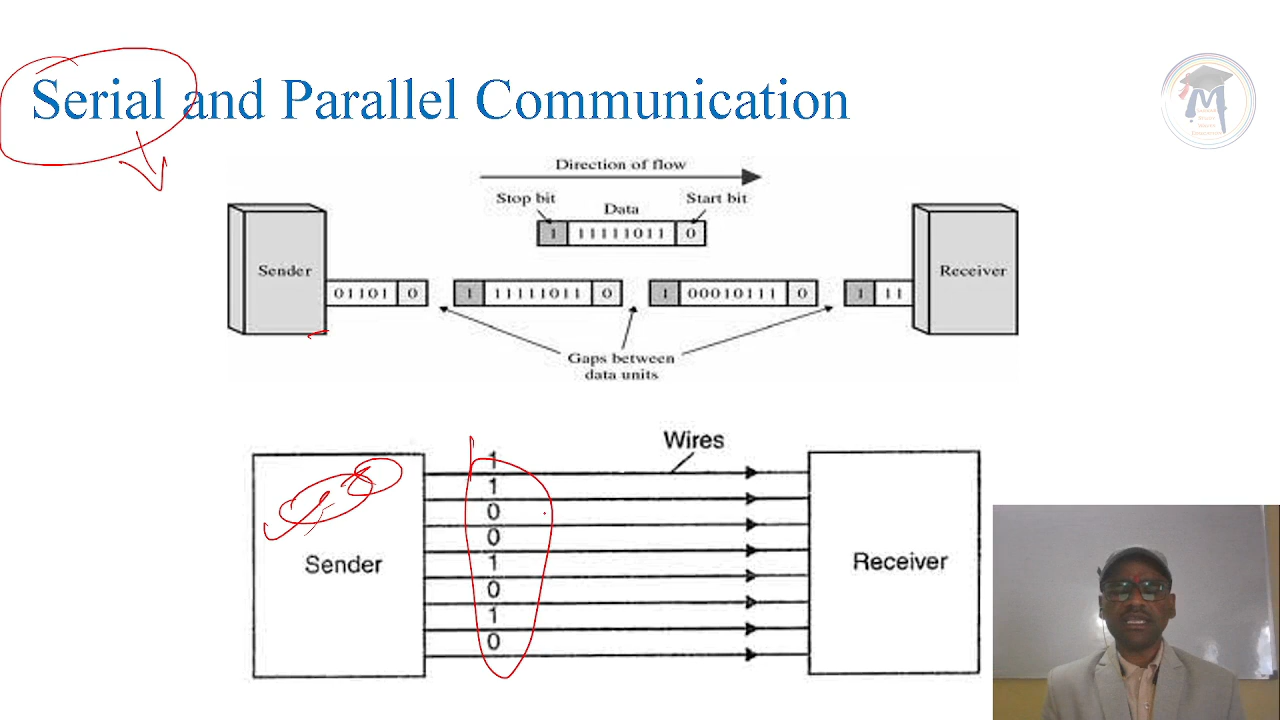 Serial and Parallel Communication
M
Direction of flow
Stop bit
Start bit
Data
1 11111011 0
Sender
Receiver
01101 0
1 11111011 0
1 00010111 0
1 11
Gaps between
data units
Wires
1
1
0
0
1
0
1
0
Sender
Receiver